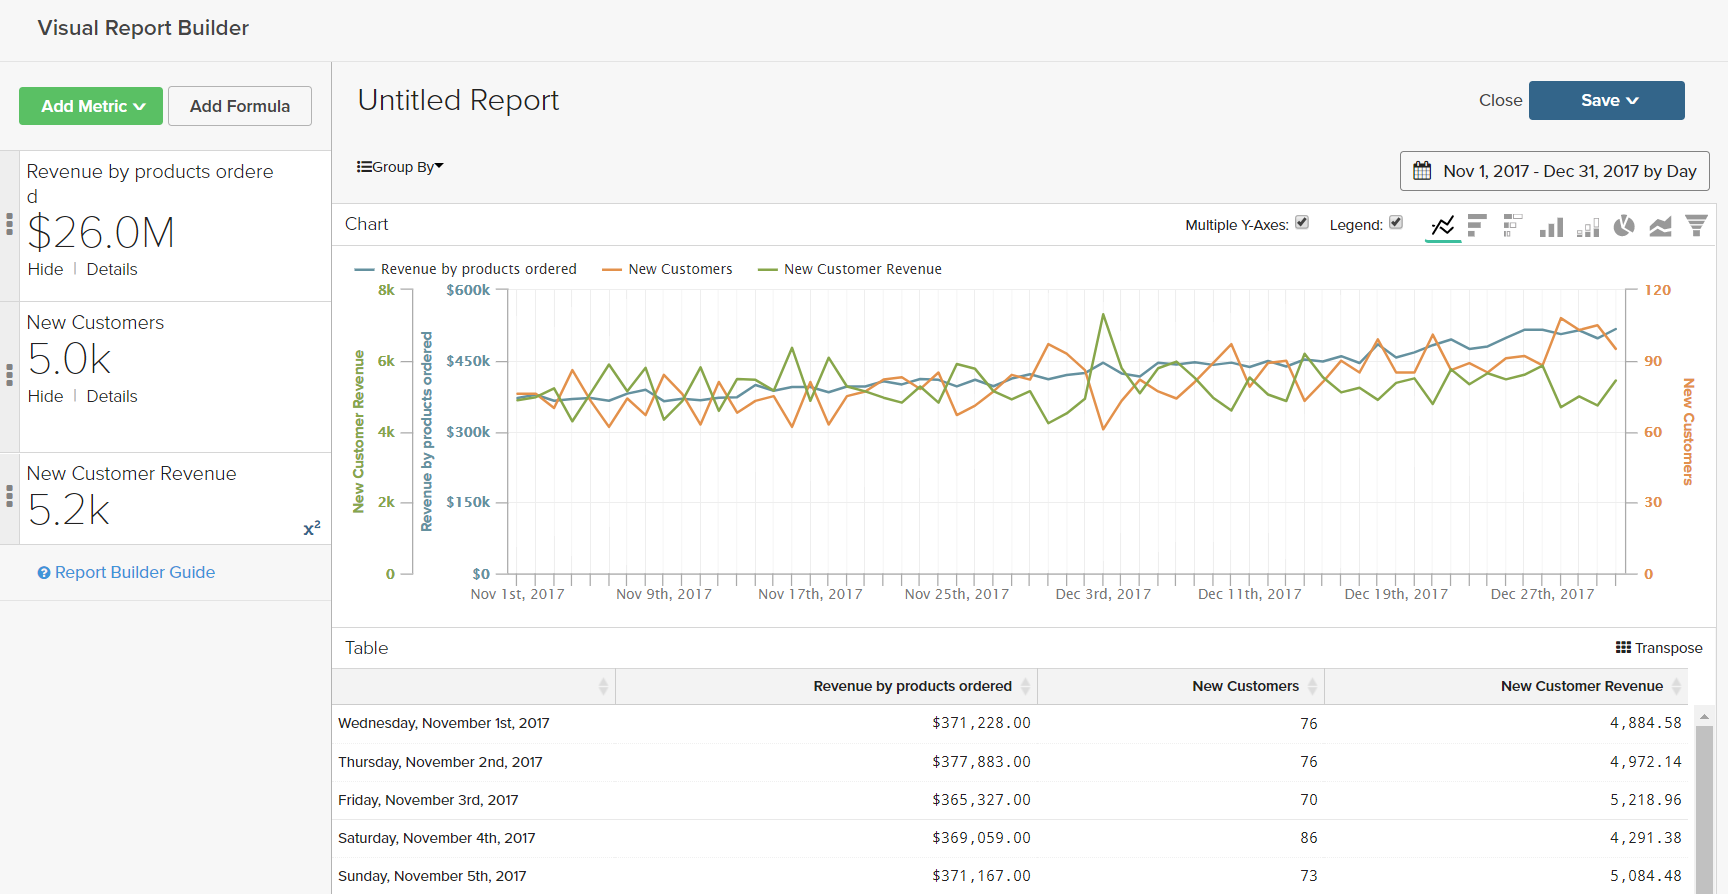 Visual Report Builder
Add Metric
Add Formula
Revenue by products ordere
d
$26.0M
Hide | Details
New Customers
5.0k
Hide | Details
New Customer Revenue
5.2k
x²
Report Builder Guide
Untitled Report
Close
Save
Group By
Nov 1, 2017 - Dec 31, 2017 by Day
Chart
Multiple Y-Axes:
Legend:
Revenue by products ordered
New Customers
New Customer Revenue
8k
6k
4k
2k
0
New Customer Revenue
$600k
$450k
$300k
$150k
$0
Revenue by products ordered
120
90
60
30
0
New Customers
Nov 1st, 2017
Nov 9th, 2017
Nov 17th, 2017
Nov 25th, 2017
Dec 3rd, 2017
Dec 11th, 2017
Dec 19th, 2017
Dec 27th, 2017
Table
Transpose
Revenue by products ordered New Customers New Customer Revenue
Wednesday, November 1st, 2017 $371,228.00 76 4,884.58
Thursday, November 2nd, 2017 $377,883.00 76 4,972.14
Friday, November 3rd, 2017 $365,327.00 70 5,218.96
Saturday, November 4th, 2017 $369,059.00 86 4,291.38
Sunday, November 5th, 2017 $371,167.00 73 5,084.48